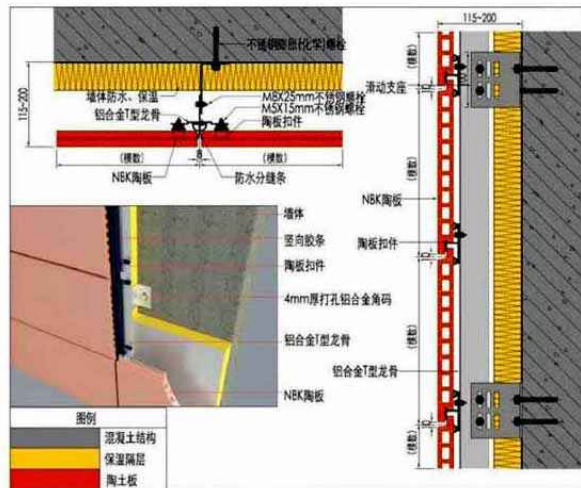 不锈钢膨胀(化学)螺栓
115-200
墙体防水、保温
M8X25mm不锈钢螺栓
铝合金T型龙骨
M5X15mm不锈钢螺栓
陶板扣件
(模数)
8
(模数)
NBK陶板
防水分缝条
墙体
竖向胶条
陶板扣件
4mm厚打孔铝合金角码
铝合金T型龙骨
NBK陶板
图例
混凝土结构
保温隔层
陶土板
115-200
(模数)
滑动支座
10
(模数)
NBK陶板
陶板扣件
10
(模数)
铝合金T型龙骨
10
(模数)